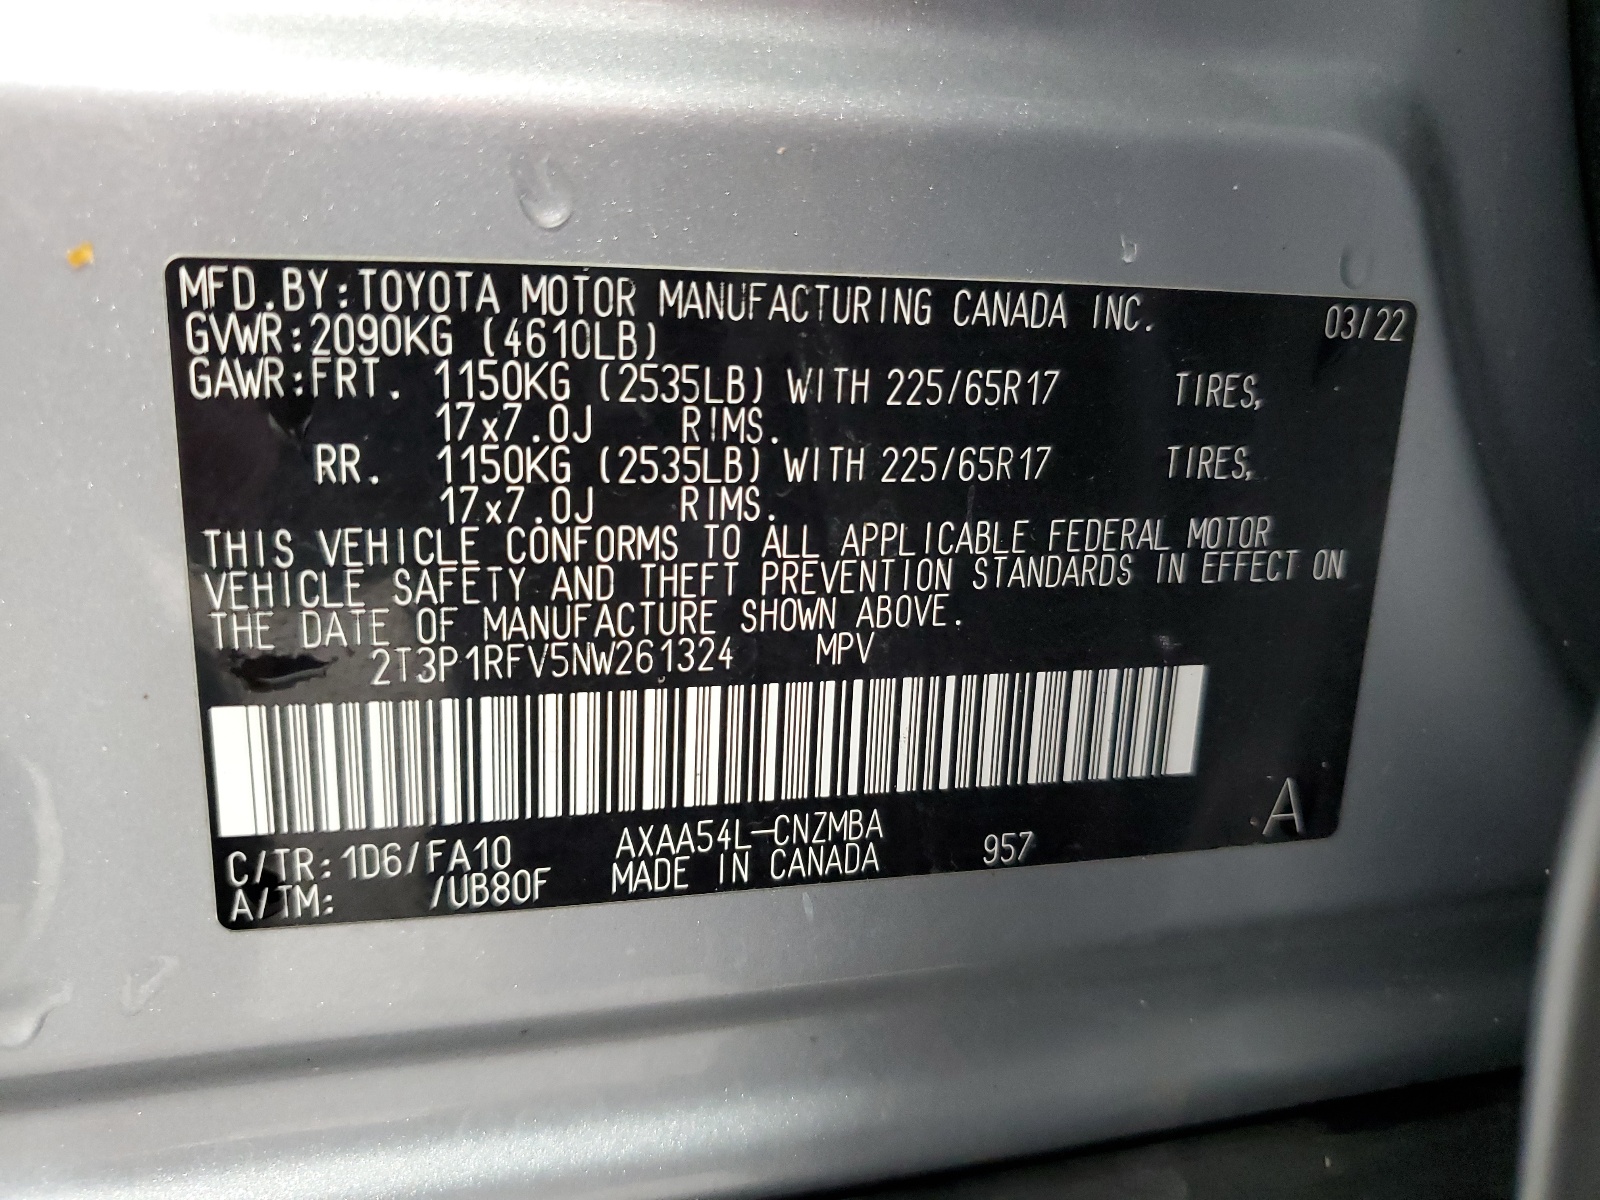 MFD.BY:TOYOTA MOTOR MANUFACTURING CANADA INC. 03/22
GVWR:2090KG (4610LB)
GAWR:FRT. 1150KG (2535LB) WITH 225/65R17 TIRES,
17x7.0J RIMS.
RR. 1150KG (2535LB) WITH 225/65R17 TIRES,
17x7.0J RIMS.
THIS VEHICLE CONFORMS TO ALL APPLICABLE FEDERAL MOTOR
VEHICLE SAFETY AND THEFT PREVENTION STANDARDS IN EFFECT ON
THE DATE OF MANUFACTURE SHOWN ABOVE.
2T3P1RFV5NW261324 MPV
C/TR:1D6/FA10 AXAA54L-CNZMBA 957 A
A/TM: /UB80F MADE IN CANADA